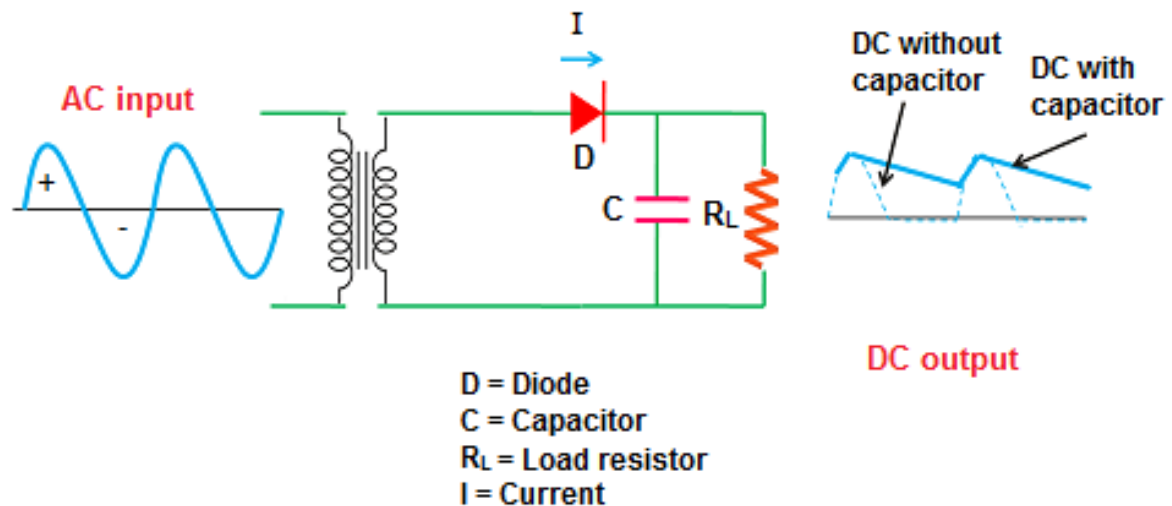 I
AC input
DC without
capacitor
DC with
capacitor
+
-
D
C
RL
DC output
D = Diode
C = Capacitor
RL = Load resistor
I = Current